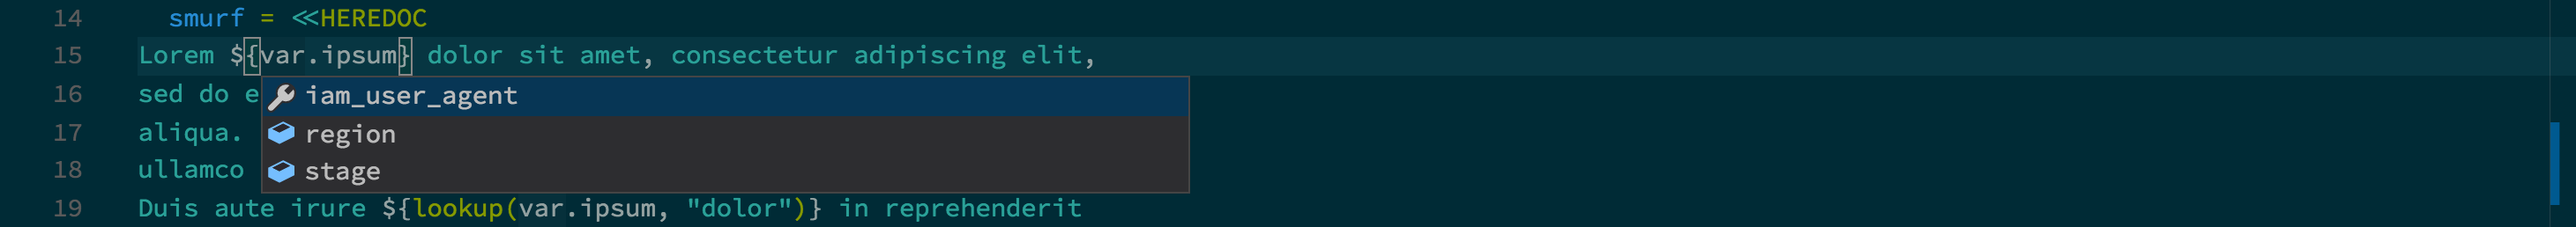 14 smurf = <<HEREDOC
15 Lorem ${var.ipsum} dolor sit amet, consectetur adipiscing elit,
16 sed do e
iam_user_agent
17 aliqua.
region
18 ullamco
stage
19 Duis aute irure ${lookup(var.ipsum, "dolor")} in reprehenderit